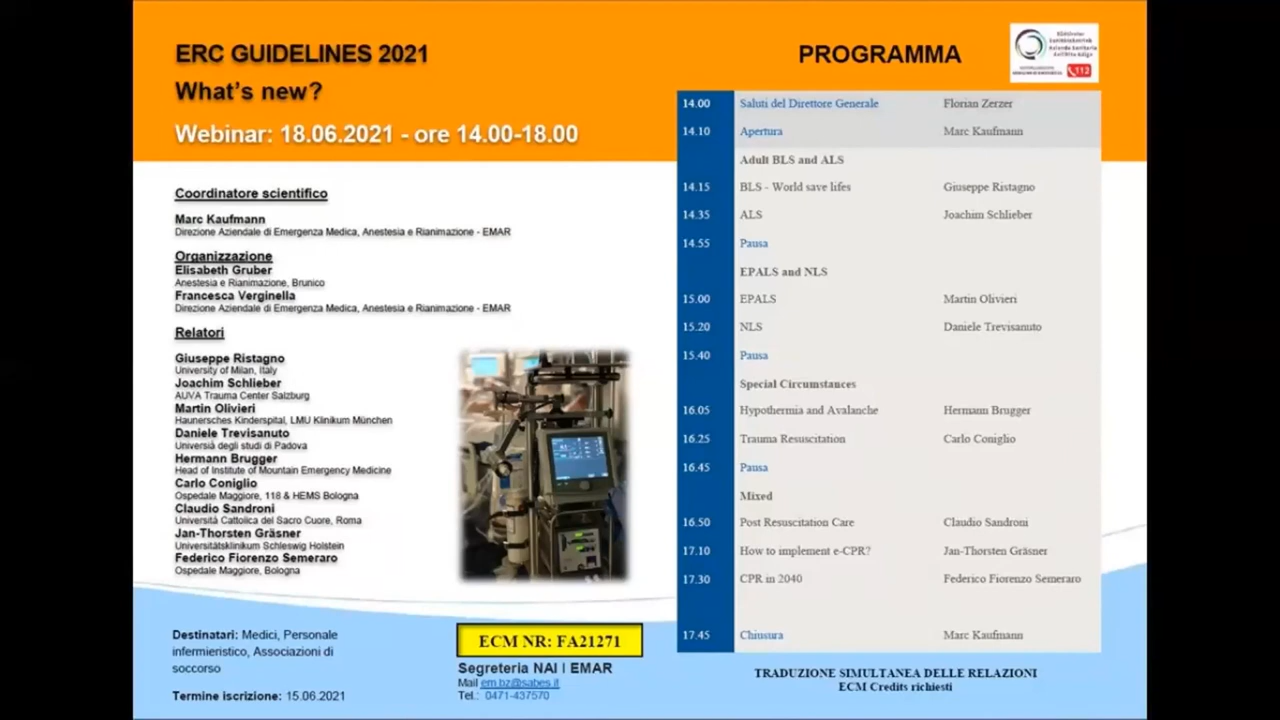 ERC GUIDELINES 2021
What's new?
Webinar: 18.06.2021 - ore 14.00-18.00
Coordinatore scientifico
Marc Kaufmann
Direzione Aziendale di Emergenza Medica, Anestesia e Rianimazione - EMAR
Organizzazione
Elisabeth Gruber
Anestesia e Rianimazione, Brunico
Francesca Verginella
Direzione Aziendale di Emergenza Medica, Anestesia e Rianimazione - EMAR
Relatori
Giuseppe Ristagno
University of Milan, Italy
Joachim Schlieber
AUVA Trauma Center Salzburg
Martin Olivieri
Haunersches Kinderspital, LMU Klinikum München
Daniele Trevisanuto
Universià degli studi di Padova
Hermann Brugger
Head of Institute of Mountain Emergency Medicine
Carlo Coniglio
Ospedale Maggiore, 118 & HEMS Bologna
Claudio Sandroni
Università Cattolica del Sacro Cuore, Roma
Jan-Thorsten Gräsner
Universitätsklinikum Schleswig Holstein
Federico Fiorenzo Semeraro
Ospedale Maggiore, Bologna
Destinatari: Medici, Personale
infermieristico, Associazioni di
soccorso
Termine iscrizione: 15.06.2021
ECM NR: FA21271
Segreteria NAI I EMAR
Mail em.bz@sabes.it
Tel.: 0471-437570
PROGRAMMA
Südtiroler
Sanitätsbetrieb
Azienda Sanitaria
dell'Alto Adige
112
14.00 Saluti del Direttore Generale Florian Zerzer
14.10 Apertura Marc Kaufmann
Adult BLS and ALS
14.15 BLS - World save lifes Giuseppe Ristagno
14.35 ALS Joachim Schlieber
14.55 Pausa
EPALS and NLS
15.00 EPALS Martin Olivieri
15.20 NLS Daniele Trevisanuto
15.40 Pausa
Special Circumstances
16.05 Hypothermia and Avalanche Hermann Brugger
16.25 Trauma Resuscitation Carlo Coniglio
16.45 Pausa
Mixed
16.50 Post Resuscitation Care Claudio Sandroni
17.10 How to implement e-CPR? Jan-Thorsten Gräsner
17.30 CPR in 2040 Federico Fiorenzo Semeraro
17.45 Chiusura Marc Kaufmann
TRADUZIONE SIMULTANEA DELLE RELAZIONI
ECM Credits richiesti